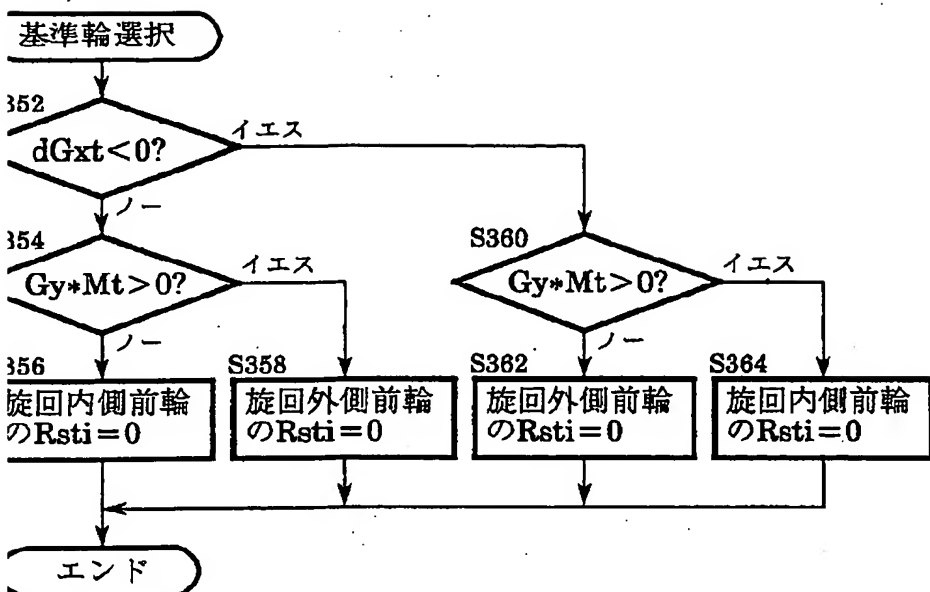 基準輪選択
352
dGxt<0?
イエス
ノー
354
Gy*Mt>0?
イエス
ノー
S360
Gy*Mt>0?
イエス
ノー
356
旋回内側前輪
のRsti=0
S358
旋回外側前輪
のRsti=0
S362
旋回外側前輪
のRsti=0
S364
旋回内側前輪
のRsti=0
エンド